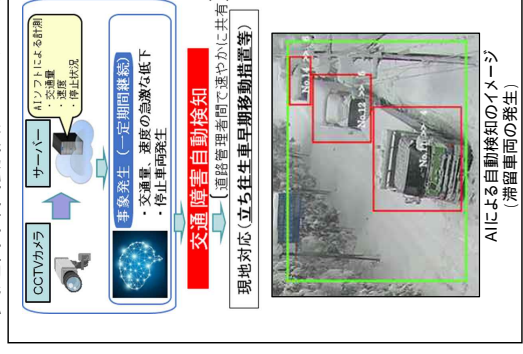 CCTVカメラ
サーバー
AIソフトによる計測
・交通量
・速度
・停止状況
事象発生（一定期間継続）
・交通量、速度の急激な低下
・停止車両発生
交通障害自動検知
道路管理者間で速やかに共有
現地対応（立ち往生車早期移動措置等）
No.12 >>
AIによる自動検知のイメージ
（滞留車両の発生）